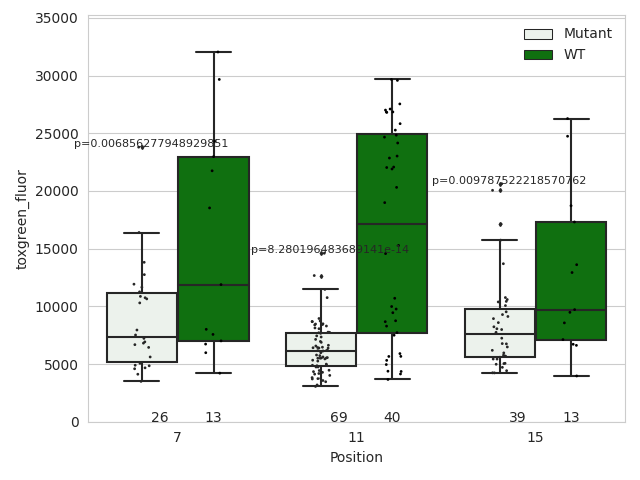 35000
Mutant
WT
30000
25000
p=0.006856277948929851
20000
p=0.009787522218570762
15000
p=8.280196483689141e-14
10000
5000
0
toxgreen_fluor
26 13 69 40 39 13
7 11 15
Position